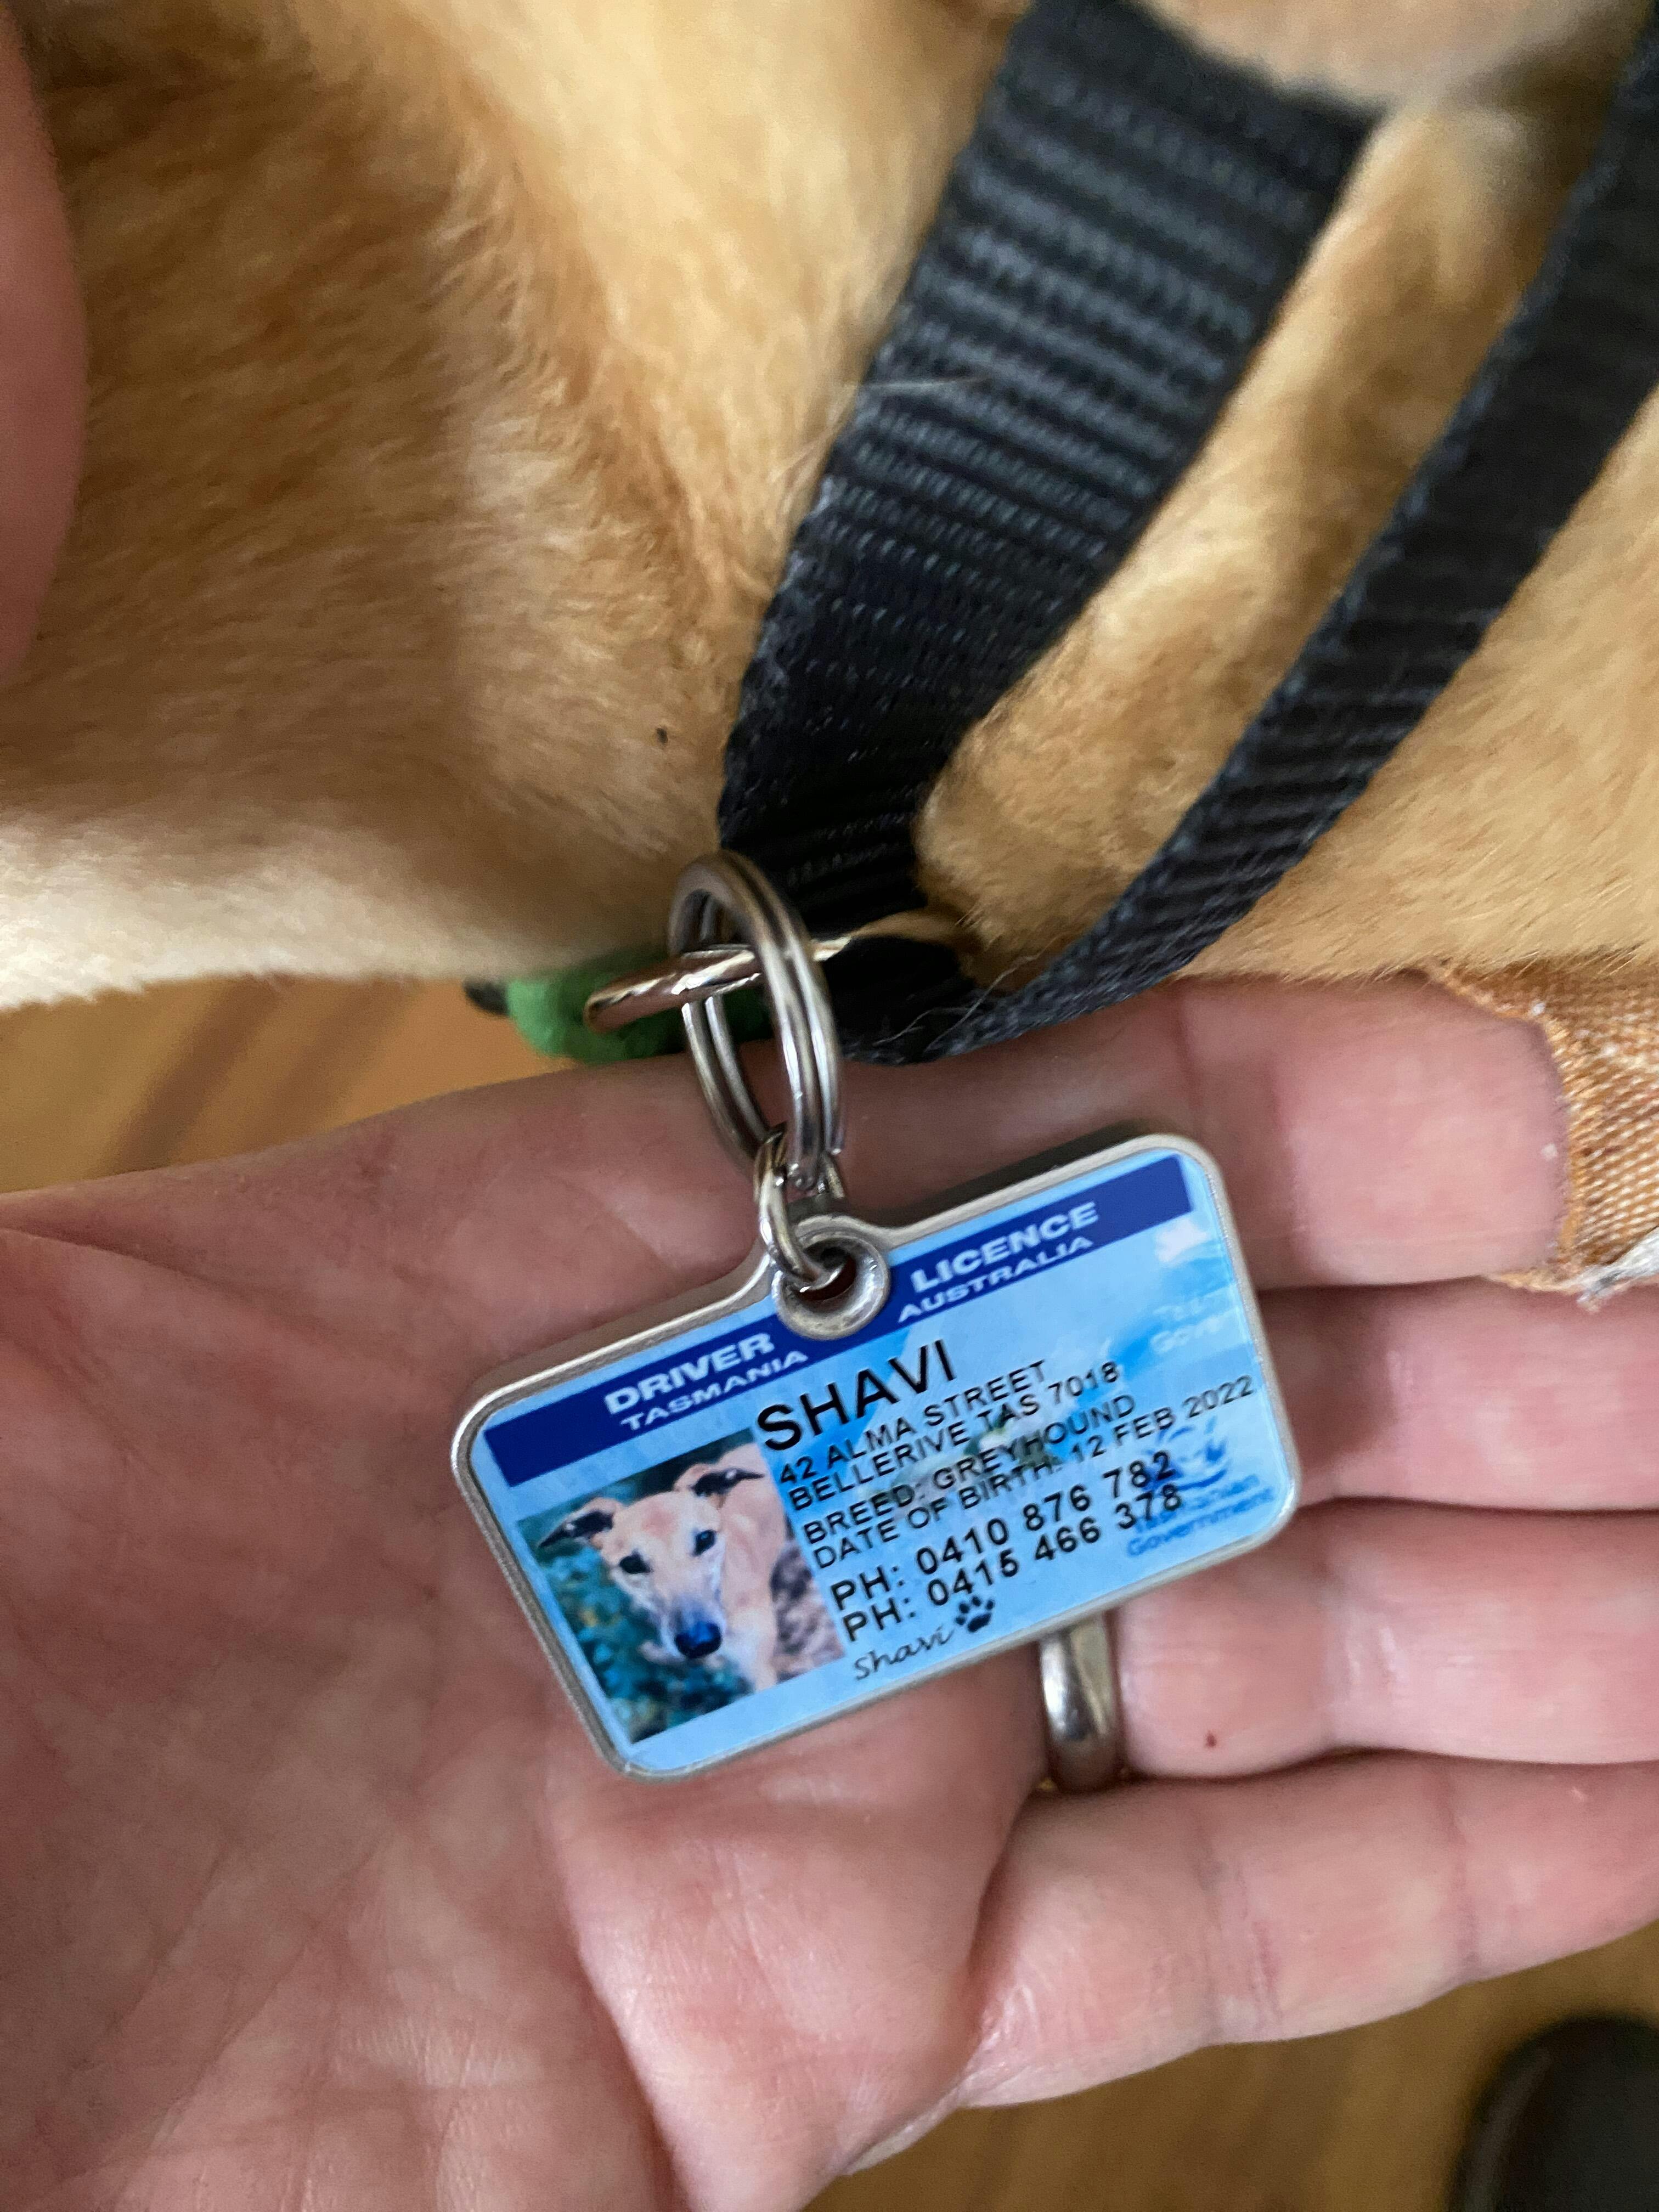 DRIVER LICENCE
TASMANIA AUSTRALIA
SHAVI
42 ALMA STREET
BELLERIVE TAS 7018
BREED: GREYHOUND
DATE OF BIRTH: 12 FEB 2022
PH: 0410 876 782
PH: 0415 466 378
Shavi
Government